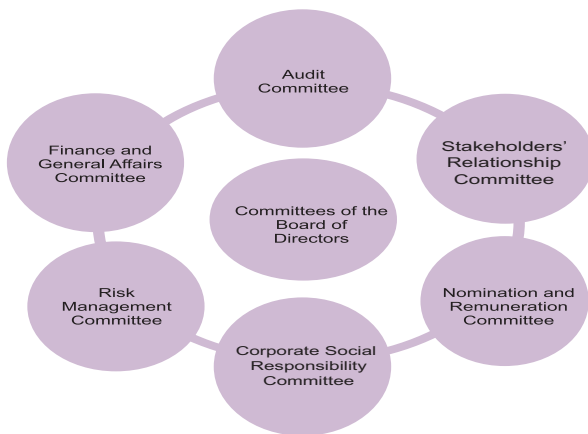 Audit
Committee
Stakeholders'
Relationship
Committee
Nomination and
Remuneration
Committee
Corporate Social
Responsibility
Committee
Risk
Management
Committee
Finance and
General Affairs
Committee
Committees of the
Board of
Directors